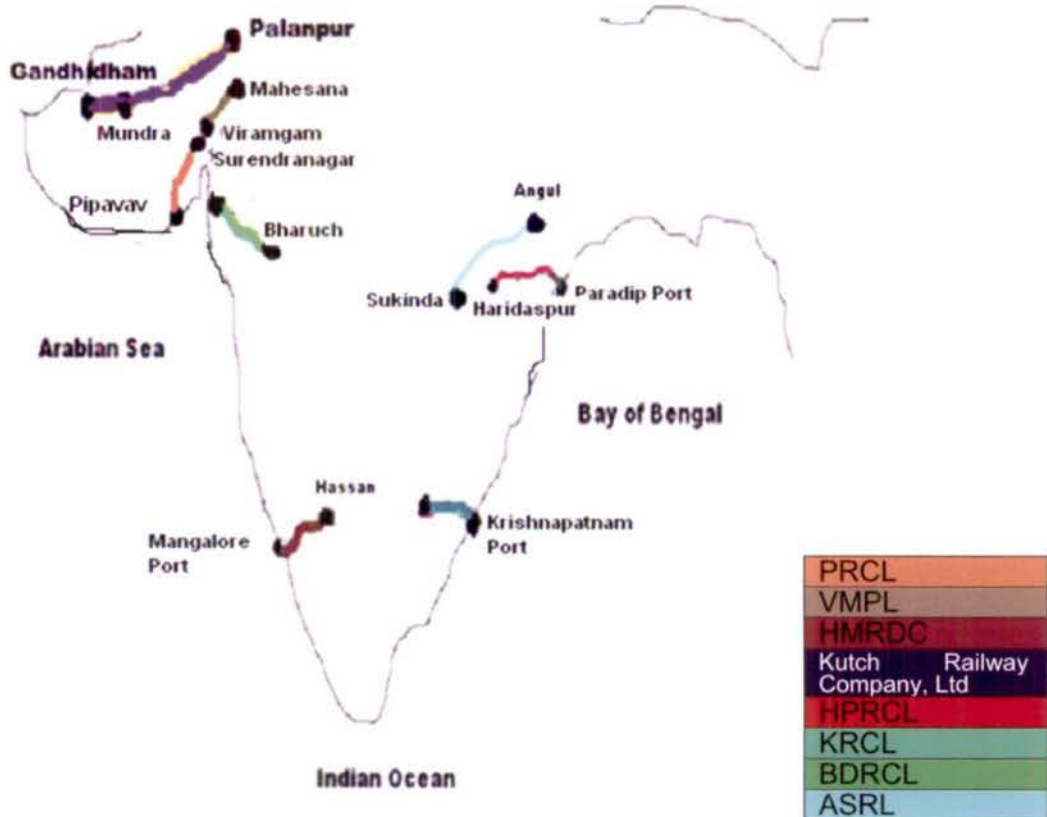 Palanpur
Gandhidham
Mahesana
Mundra
Viramgam
Surendranagar
Pipavav
Bharuch
Angul
Sukinda
Haridaspur
Paradip Port
Arabian Sea
Bay of Bengal
Hassan
Mangalore
Port
Krishnapatnam
Port
Indian Ocean
PRCL
VMPL
HMRDC
Kutch Railway
Company, Ltd
HPRCL
KRCL
BDRCL
ASRL